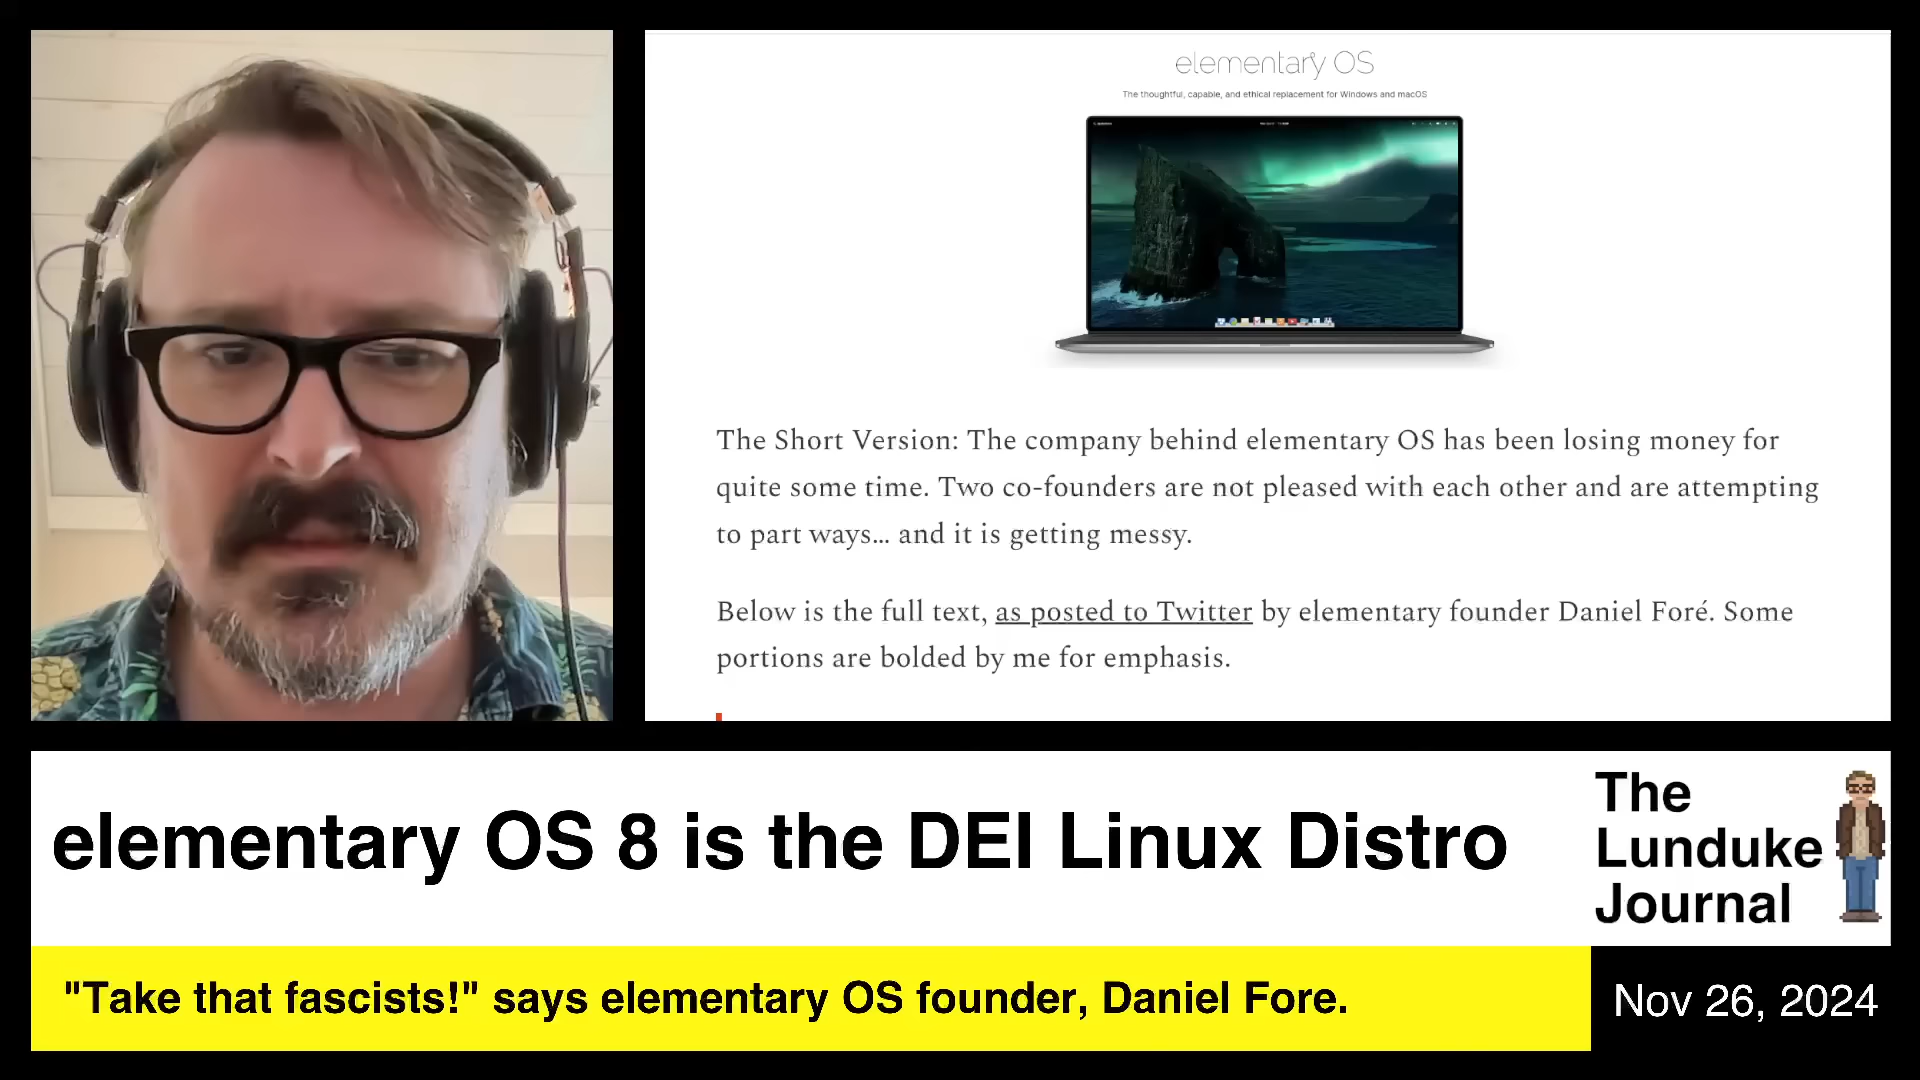 elementary OS
The thoughtful, capable, and ethical replacement for Windows and macOS
The Short Version: The company behind elementary OS has been losing money for
quite some time. Two co-founders are not pleased with each other and are attempting
to part ways... and it is getting messy.
Below is the full text, as posted to Twitter by elementary founder Daniel Foré. Some
portions are bolded by me for emphasis.
elementary OS 8 is the DEI Linux Distro
The
Lunduke
Journal
"Take that fascists!" says elementary OS founder, Daniel Fore.
Nov 26, 2024